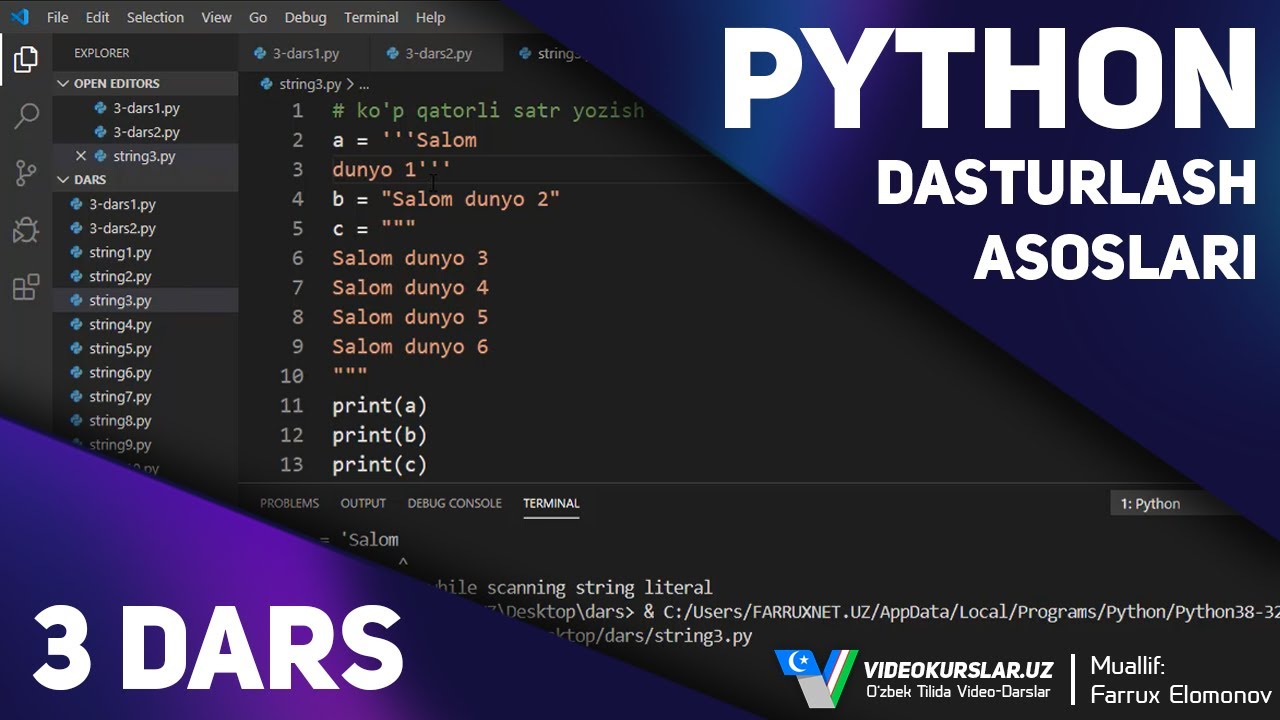 File Edit Selection View Go Debug Terminal Help
PYTHON
DASTURLASH
ASOSLARI
EXPLORER
OPEN EDITORS
3-dars1.py
3-dars2.py
string3.py
DARS
3-dars1.py
3-dars2.py
string1.py
string2.py
string3.py
string4.py
string5.py
string6.py
string7.py
string8.py
string9.py
3-dars1.py 3-dars2.py
string3.py > ...
1 # ko'p qatorli satr yozish
2 a = '''Salom
3 dunyo 1'''
4 b = "Salom dunyo 2"
5 c = """
6 Salom dunyo 3
7 Salom dunyo 4
8 Salom dunyo 5
9 Salom dunyo 6
10 """
11 print(a)
12 print(b)
13 print(c)
PROBLEMS OUTPUT DEBUG CONSOLE TERMINAL 1: Python
= 'Salom
^
while scanning string literal
\Desktop\dars> & C:/Users/FARRUXNET.UZ/AppData/Local/Programs/Python/Python38-32
/dars/string3.py
3 DARS
VIDEOKURSLAR.UZ
O'zbek Tilida Video-Darslar
Muallif:
Farrux Elomonov